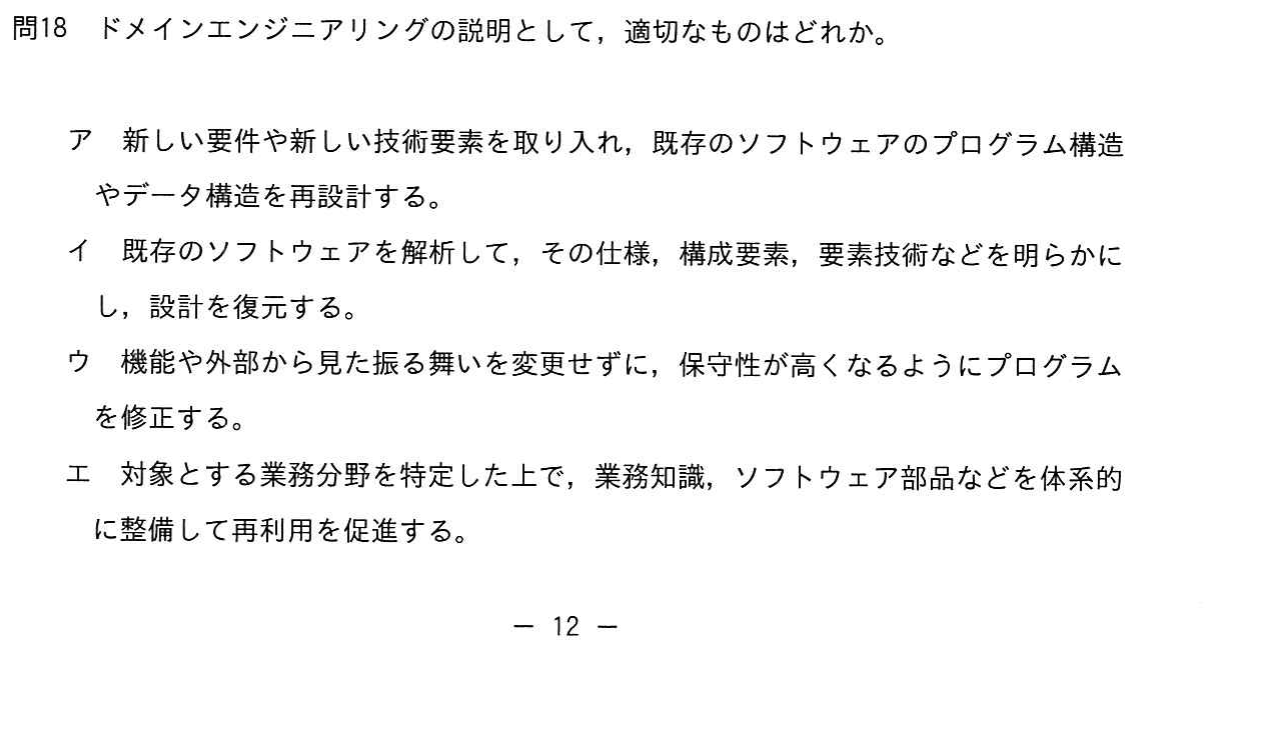 問18　ドメインエンジニアリングの説明として，適切なものはどれか。
ア　新しい要件や新しい技術要素を取り入れ，既存のソフトウェアのプログラム構造
やデータ構造を再設計する。
イ　既存のソフトウェアを解析して，その仕様，構成要素，要素技術などを明らかに
し，設計を復元する。
ウ　機能や外部から見た振る舞いを変更せずに，保守性が高くなるようにプログラム
を修正する。
エ　対象とする業務分野を特定した上で，業務知識，ソフトウェア部品などを体系的
に整備して再利用を促進する。
— 12 —